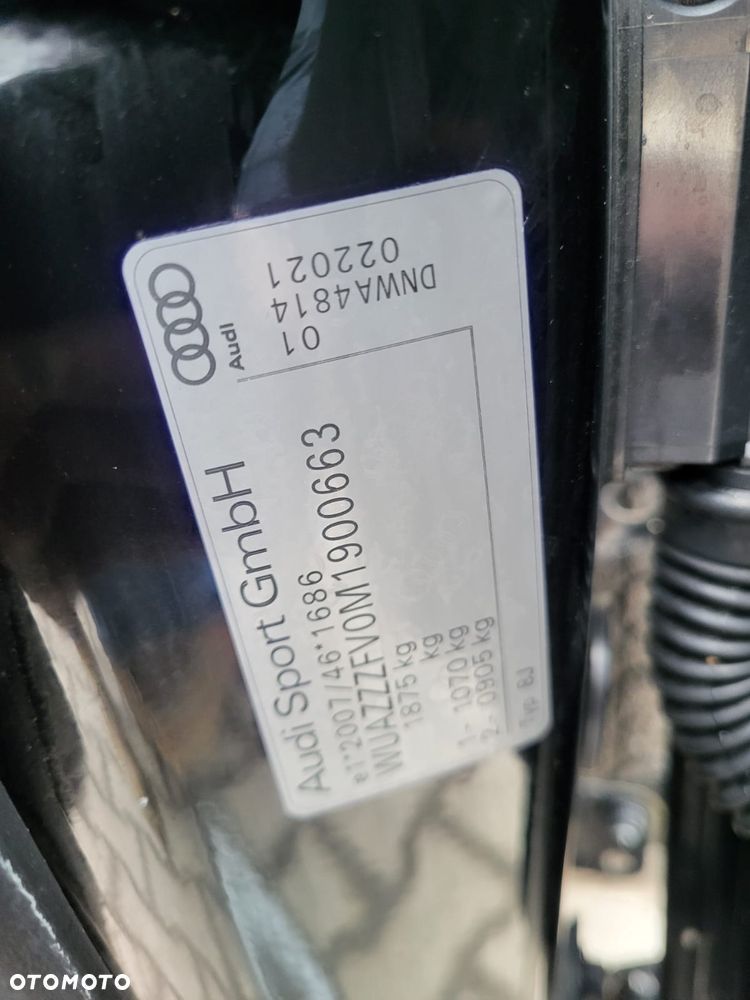 Audi Sport GmbH
e1*2007/46*1686
WUAZZZFV0M1900663
1875 kg
kg
1- 1070 kg
2- 0905 kg
Typ 8J
Audi
01
DNWA4814
022021
OTOMOTO